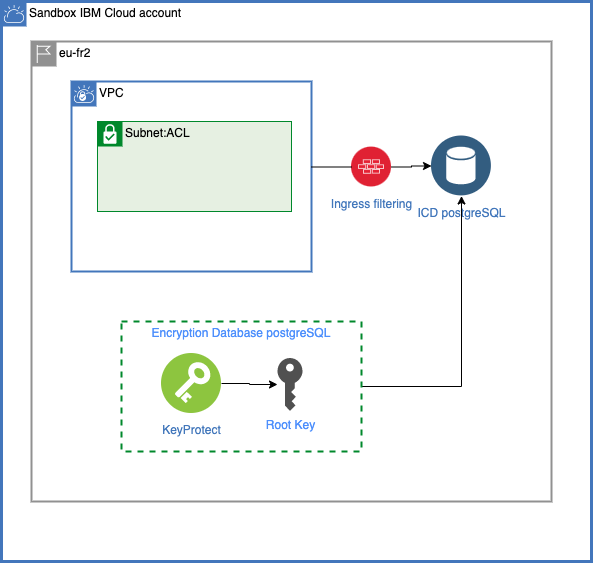 Sandbox IBM Cloud account
eu-fr2
VPC
Subnet:ACL
Ingress filtering
ICD postgreSQL
Encryption Database postgreSQL
KeyProtect
Root Key